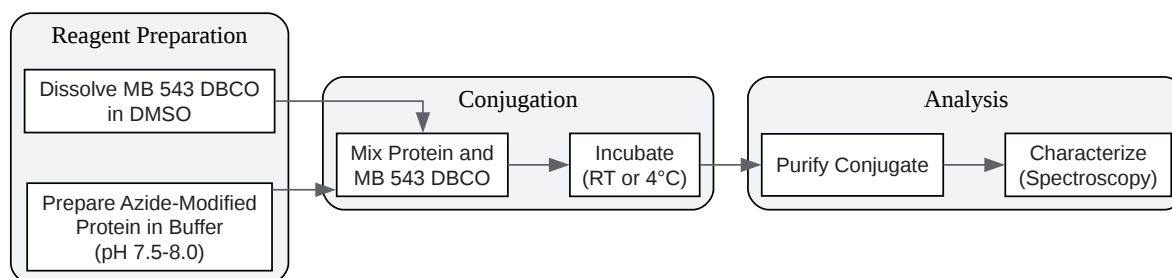 Reagent Preparation
Dissolve MB 543 DBCO
in DMSO
Prepare Azide-Modified
Protein in Buffer
(pH 7.5-8.0)
Conjugation
Mix Protein and
MB 543 DBCO
Incubate
(RT or 4°C)
Analysis
Purify Conjugate
Characterize
(Spectroscopy)